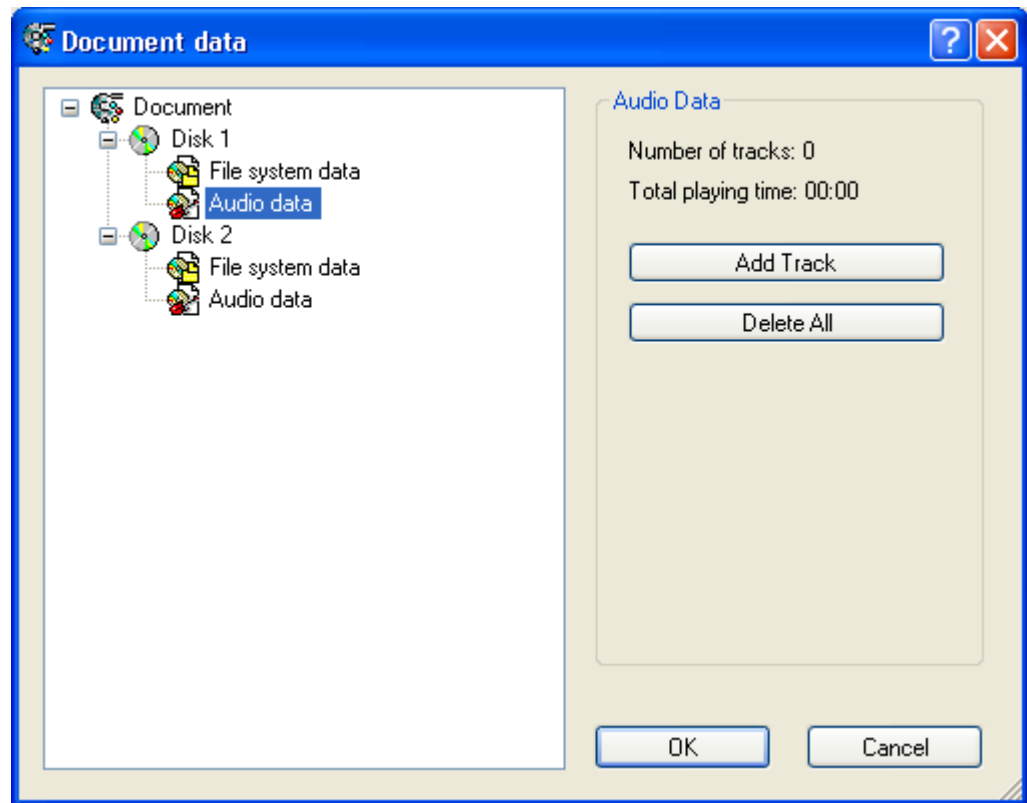 Document data
Document
Disk 1
File system data
Audio data
Disk 2
File system data
Audio data
Audio Data
Number of tracks: 0
Total playing time: 00:00
Add Track
Delete All
OK
Cancel